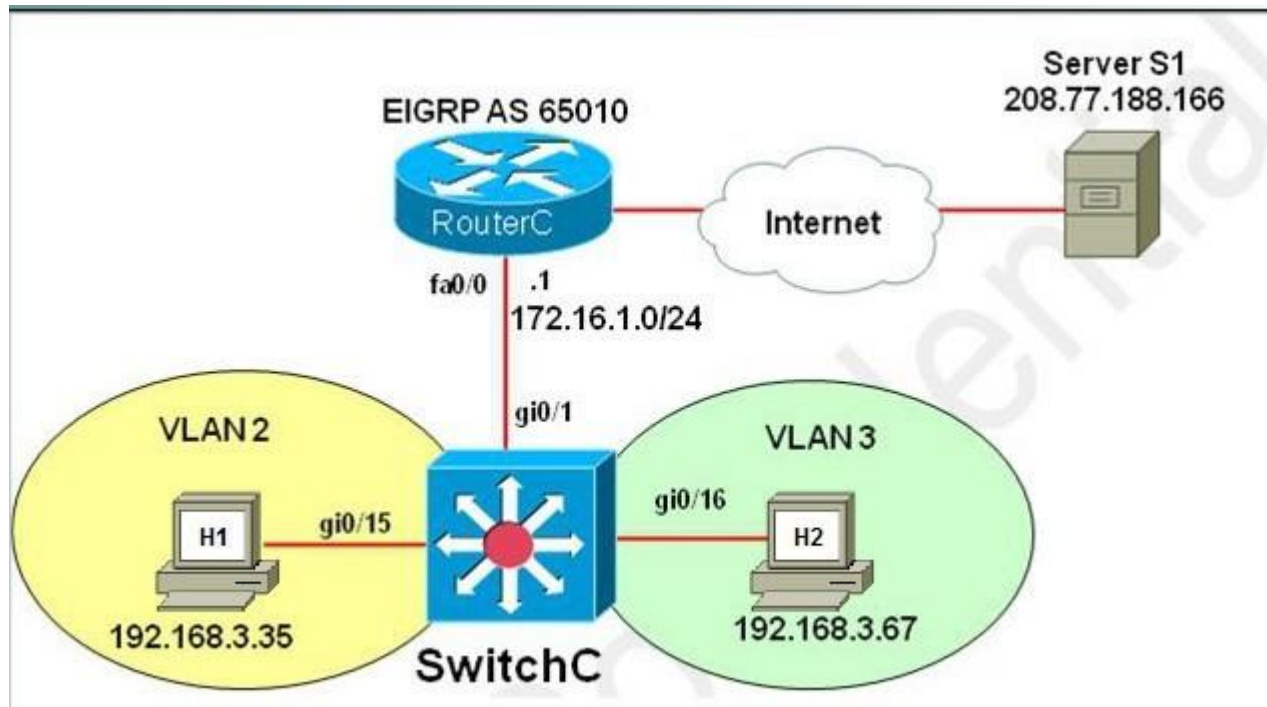 Server S1
208.77.188.166
EIGRP AS 65010
RouterC
Internet
fa0/0
.1
172.16.1.0/24
gi0/1
VLAN 2
VLAN 3
gi0/15
gi0/16
H1
H2
192.168.3.35
192.168.3.67
SwitchC